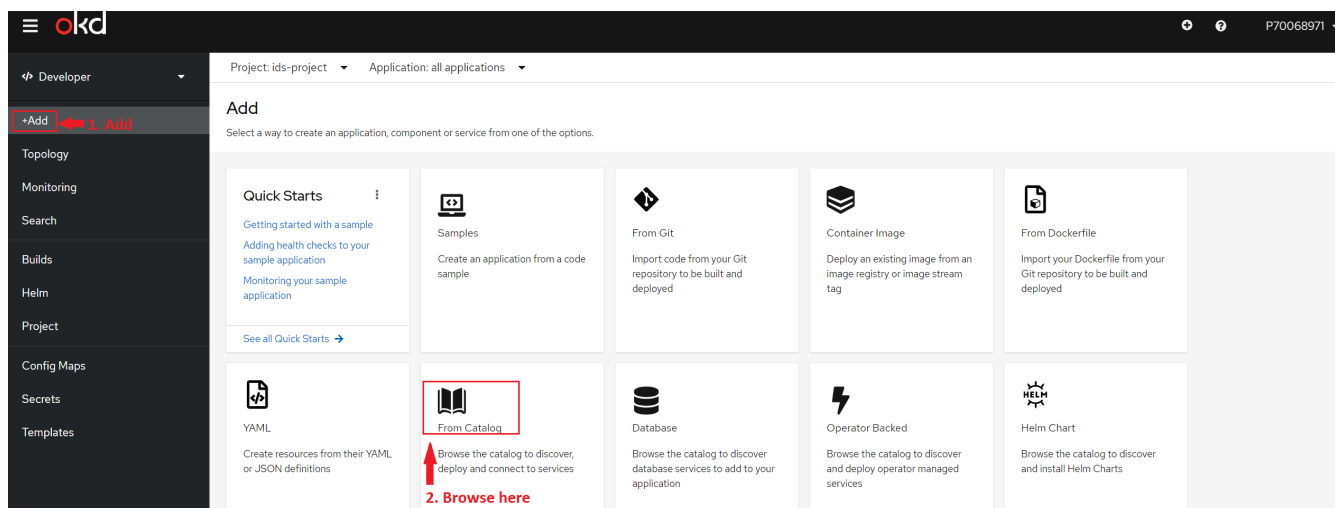 okd
P70068971
Developer
Project: ids-project
Application: all applications
+Add
1. Add
Topology
Monitoring
Search
Builds
Helm
Project
Config Maps
Secrets
Templates
Add
Select a way to create an application, component or service from one of the options.
Quick Starts
Getting started with a sample
Adding health checks to your
sample application
Monitoring your sample
application
See all Quick Starts
Samples
Create an application from a code
sample
From Git
Import code from your Git
repository to be built and
deployed
Container Image
Deploy an existing image from an
image registry or image stream
tag
From Dockerfile
Import your Dockerfile from your
Git repository to be built and
deployed
YAML
Create resources from their YAML
or JSON definitions
From Catalog
Browse the catalog to discover,
deploy and connect to services
2. Browse here
Database
Browse the catalog to discover
database services to add to your
application
Operator Backed
Browse the catalog to discover
and deploy operator managed
services
HELM
Helm Chart
Browse the catalog to discover
and install Helm Charts